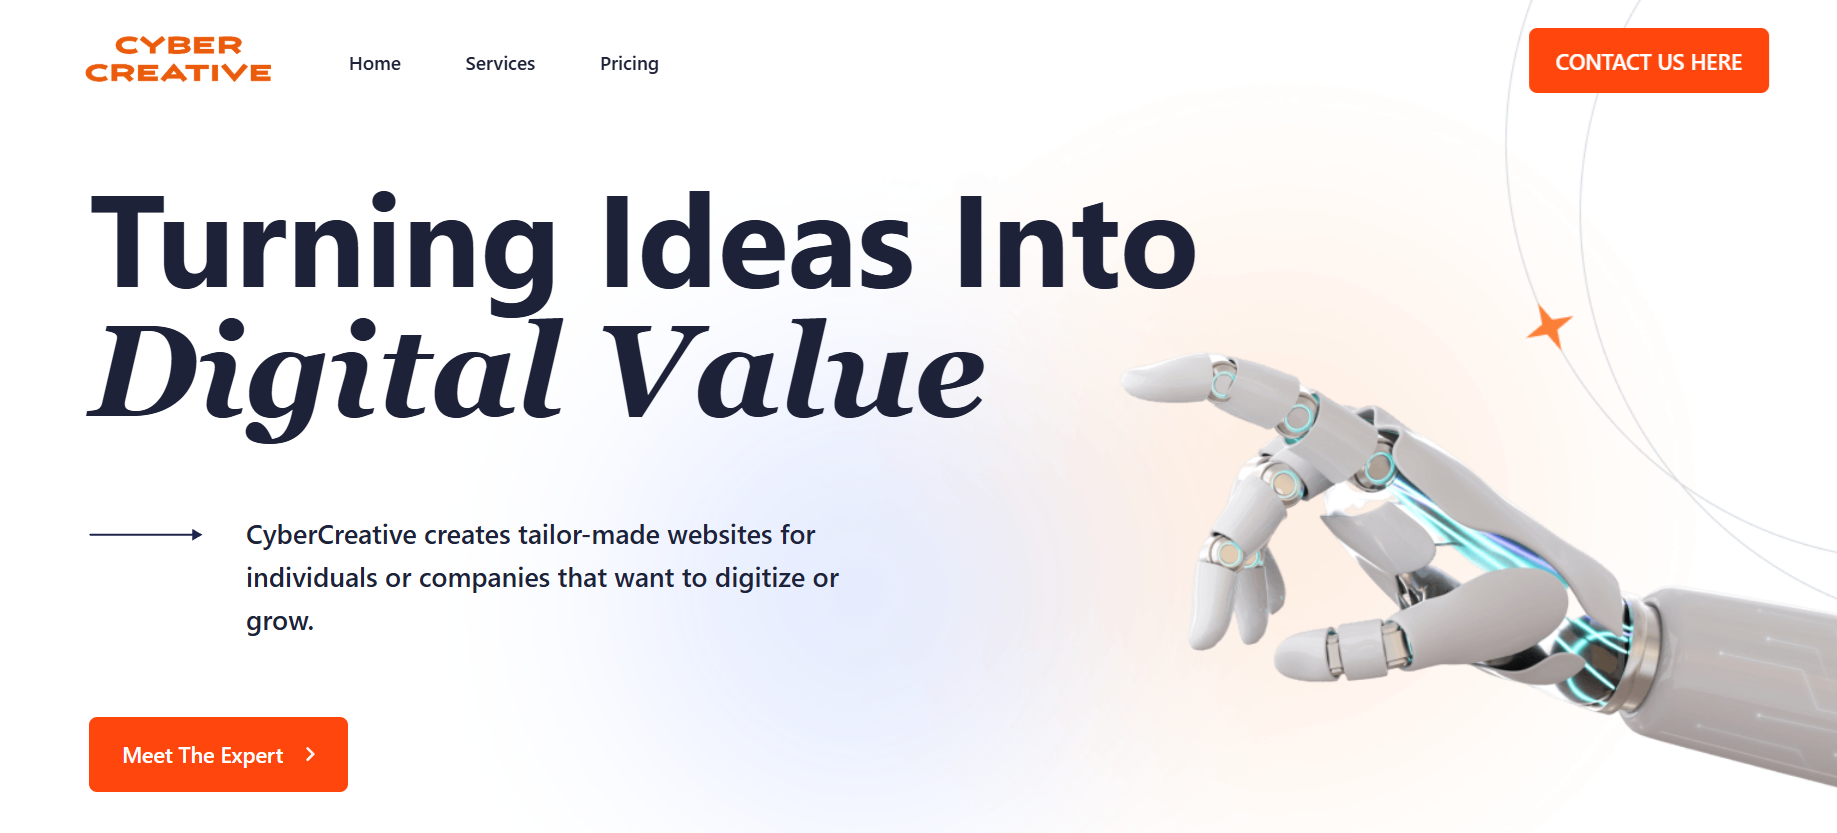 CYBER
CREATIVE
Home
Services
Pricing
CONTACT US HERE
Turning Ideas Into
Digital Value
CyberCreative creates tailor-made websites for
individuals or companies that want to digitize or
grow.
Meet The Expert